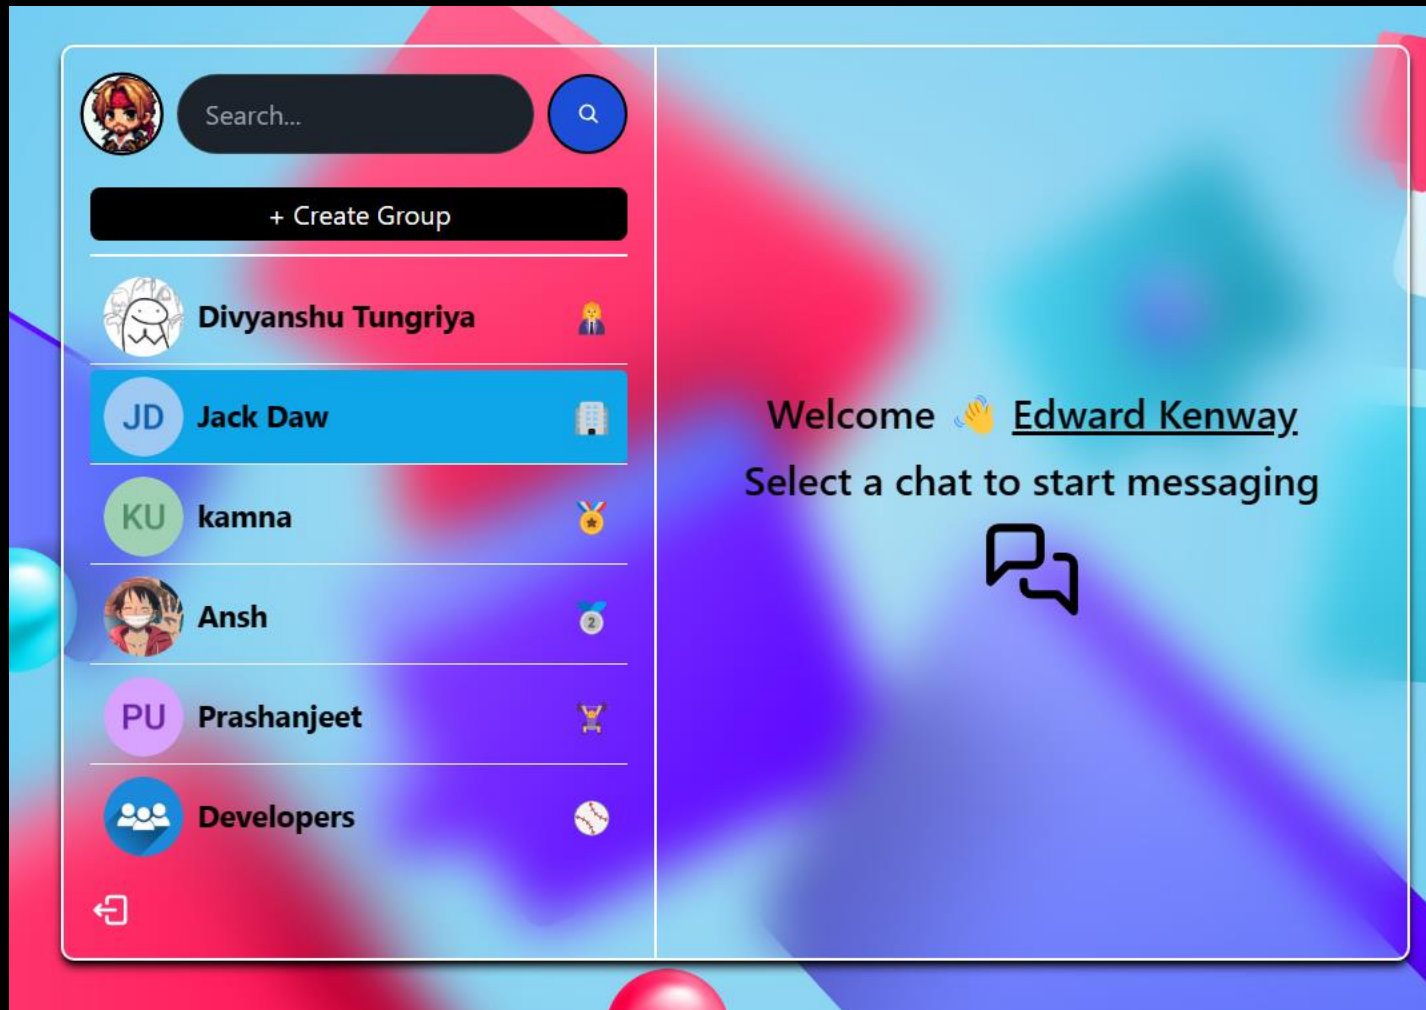 Search...
+ Create Group
Divyanshu Tungriya
JD Jack Daw
KU kamna
Ansh
2
PU Prashanjeet
Developers
Welcome 👋 Edward Kenway
Select a chat to start messaging